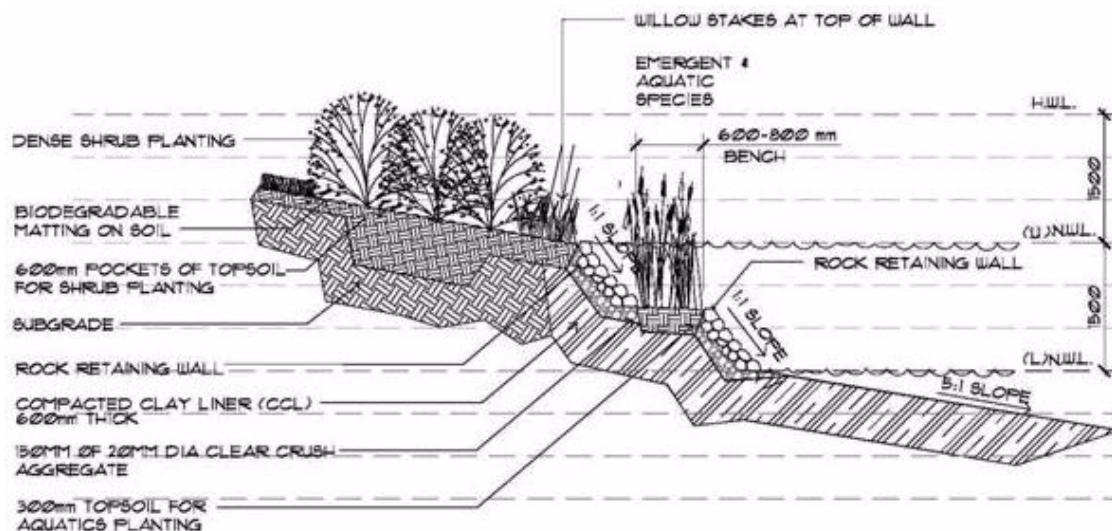 WILLOW STAKES AT TOP OF WALL
EMERGENT &
AQUATIC
SPECIES
H.W.L.
DENSE SHRUB PLANTING
600-800 mm
BENCH
1500
BIODEGRADABLE
MATTING ON SOIL
1:1 SLOPE
(U)N.W.L.
600mm POCKETS OF TOPSOIL
FOR SHRUB PLANTING
ROCK RETAINING WALL
SUBGRADE
1:1 SLOPE
1500
ROCK RETAINING WALL
(L)N.W.L.
5:1 SLOPE
COMPACTED CLAY LINER (CCL)
600mm THICK
150MM OF 20MM DIA CLEAR CRUSH
AGGREGATE
300mm TOPSOIL FOR
AQUATICS PLANTING